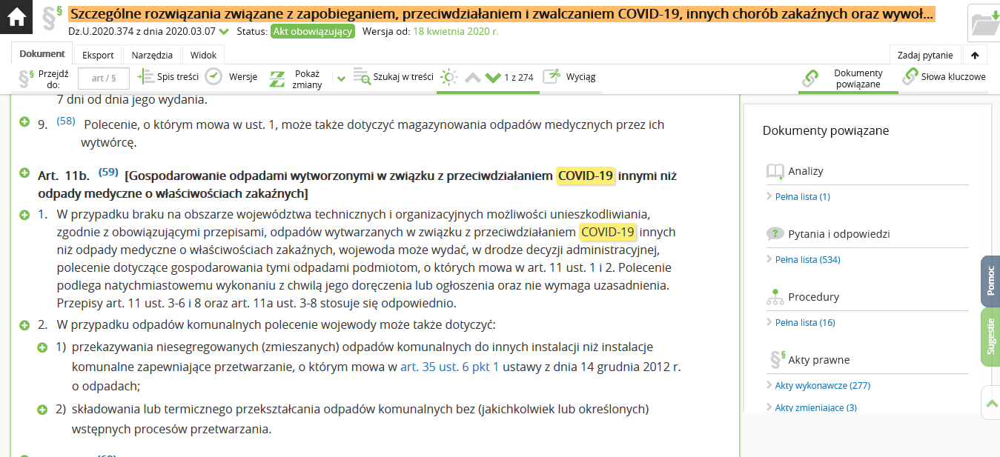 Szczególne rozwiązania związane z zapobieganiem, przeciwdziałaniem i zwalczaniem COVID-19, innych chorób zakaźnych oraz wywoł...
Dz.U.2020.374 z dnia 2020.03.07 Status: Akt obowiązujący Wersja od: 18 kwietnia 2020 r.
Dokument Eksport Narzędzia Widok Zadaj pytanie
Przejdź do: art / § Spis treści Wersje Pokaż zmiany Szukaj w treści 1 z 274 Wyciąg Dokumenty powiązane Słowa kluczowe
7 dni od dnia jego wydania.
9. (58) Polecenie, o którym mowa w ust. 1, może także dotyczyć magazynowania odpadów medycznych przez ich
wytwórcę.
Art. 11b. (59) [Gospodarowanie odpadami wytworzonymi w związku z przeciwdziałaniem COVID-19 innymi niż
odpady medyczne o właściwościach zakaźnych]
1. W przypadku braku na obszarze województwa technicznych i organizacyjnych możliwości unieszkodliwiania,
zgodnie z obowiązującymi przepisami, odpadów wytwarzanych w związku z przeciwdziałaniem COVID-19 innych
niż odpady medyczne o właściwościach zakaźnych, wojewoda może wydać, w drodze decyzji administracyjnej,
polecenie dotyczące gospodarowania tymi odpadami podmiotom, o których mowa w art. 11 ust. 1 i 2. Polecenie
podlega natychmiastowemu wykonaniu z chwilą jego doręczenia lub ogłoszenia oraz nie wymaga uzasadnienia.
Przepisy art. 11 ust. 3-6 i 8 oraz art. 11a ust. 3-8 stosuje się odpowiednio.
2. W przypadku odpadów komunalnych polecenie wojewody może także dotyczyć:
1) przekazywania niesegregowanych (zmieszanych) odpadów komunalnych do innych instalacji niż instalacje
komunalne zapewniające przetwarzanie, o którym mowa w art. 35 ust. 6 pkt 1 ustawy z dnia 14 grudnia 2012 r.
o odpadach;
2) składowania lub termicznego przekształcania odpadów komunalnych bez (jakichkolwiek lub określonych)
wstępnych procesów przetwarzania.
Dokumenty powiązane
Analizy
Pełna lista (1)
Pytania i odpowiedzi
Pełna lista (534)
Procedury
Pełna lista (16)
Akty prawne
Akty wykonawcze (277)
Akty zmieniające (3)
Pomoc
Sugestie